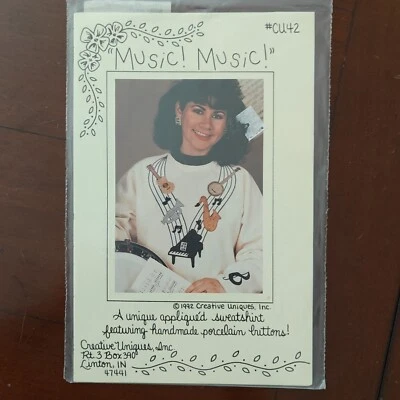 #CU42
"Music! Music!"
© 1992 Creative Uniques, Inc.
A unique appliqué'd sweatshirt
featuring handmade porcelain buttons!
Creative Uniques, Inc.
Rt. 3 Box 390
Linton, IN
47441